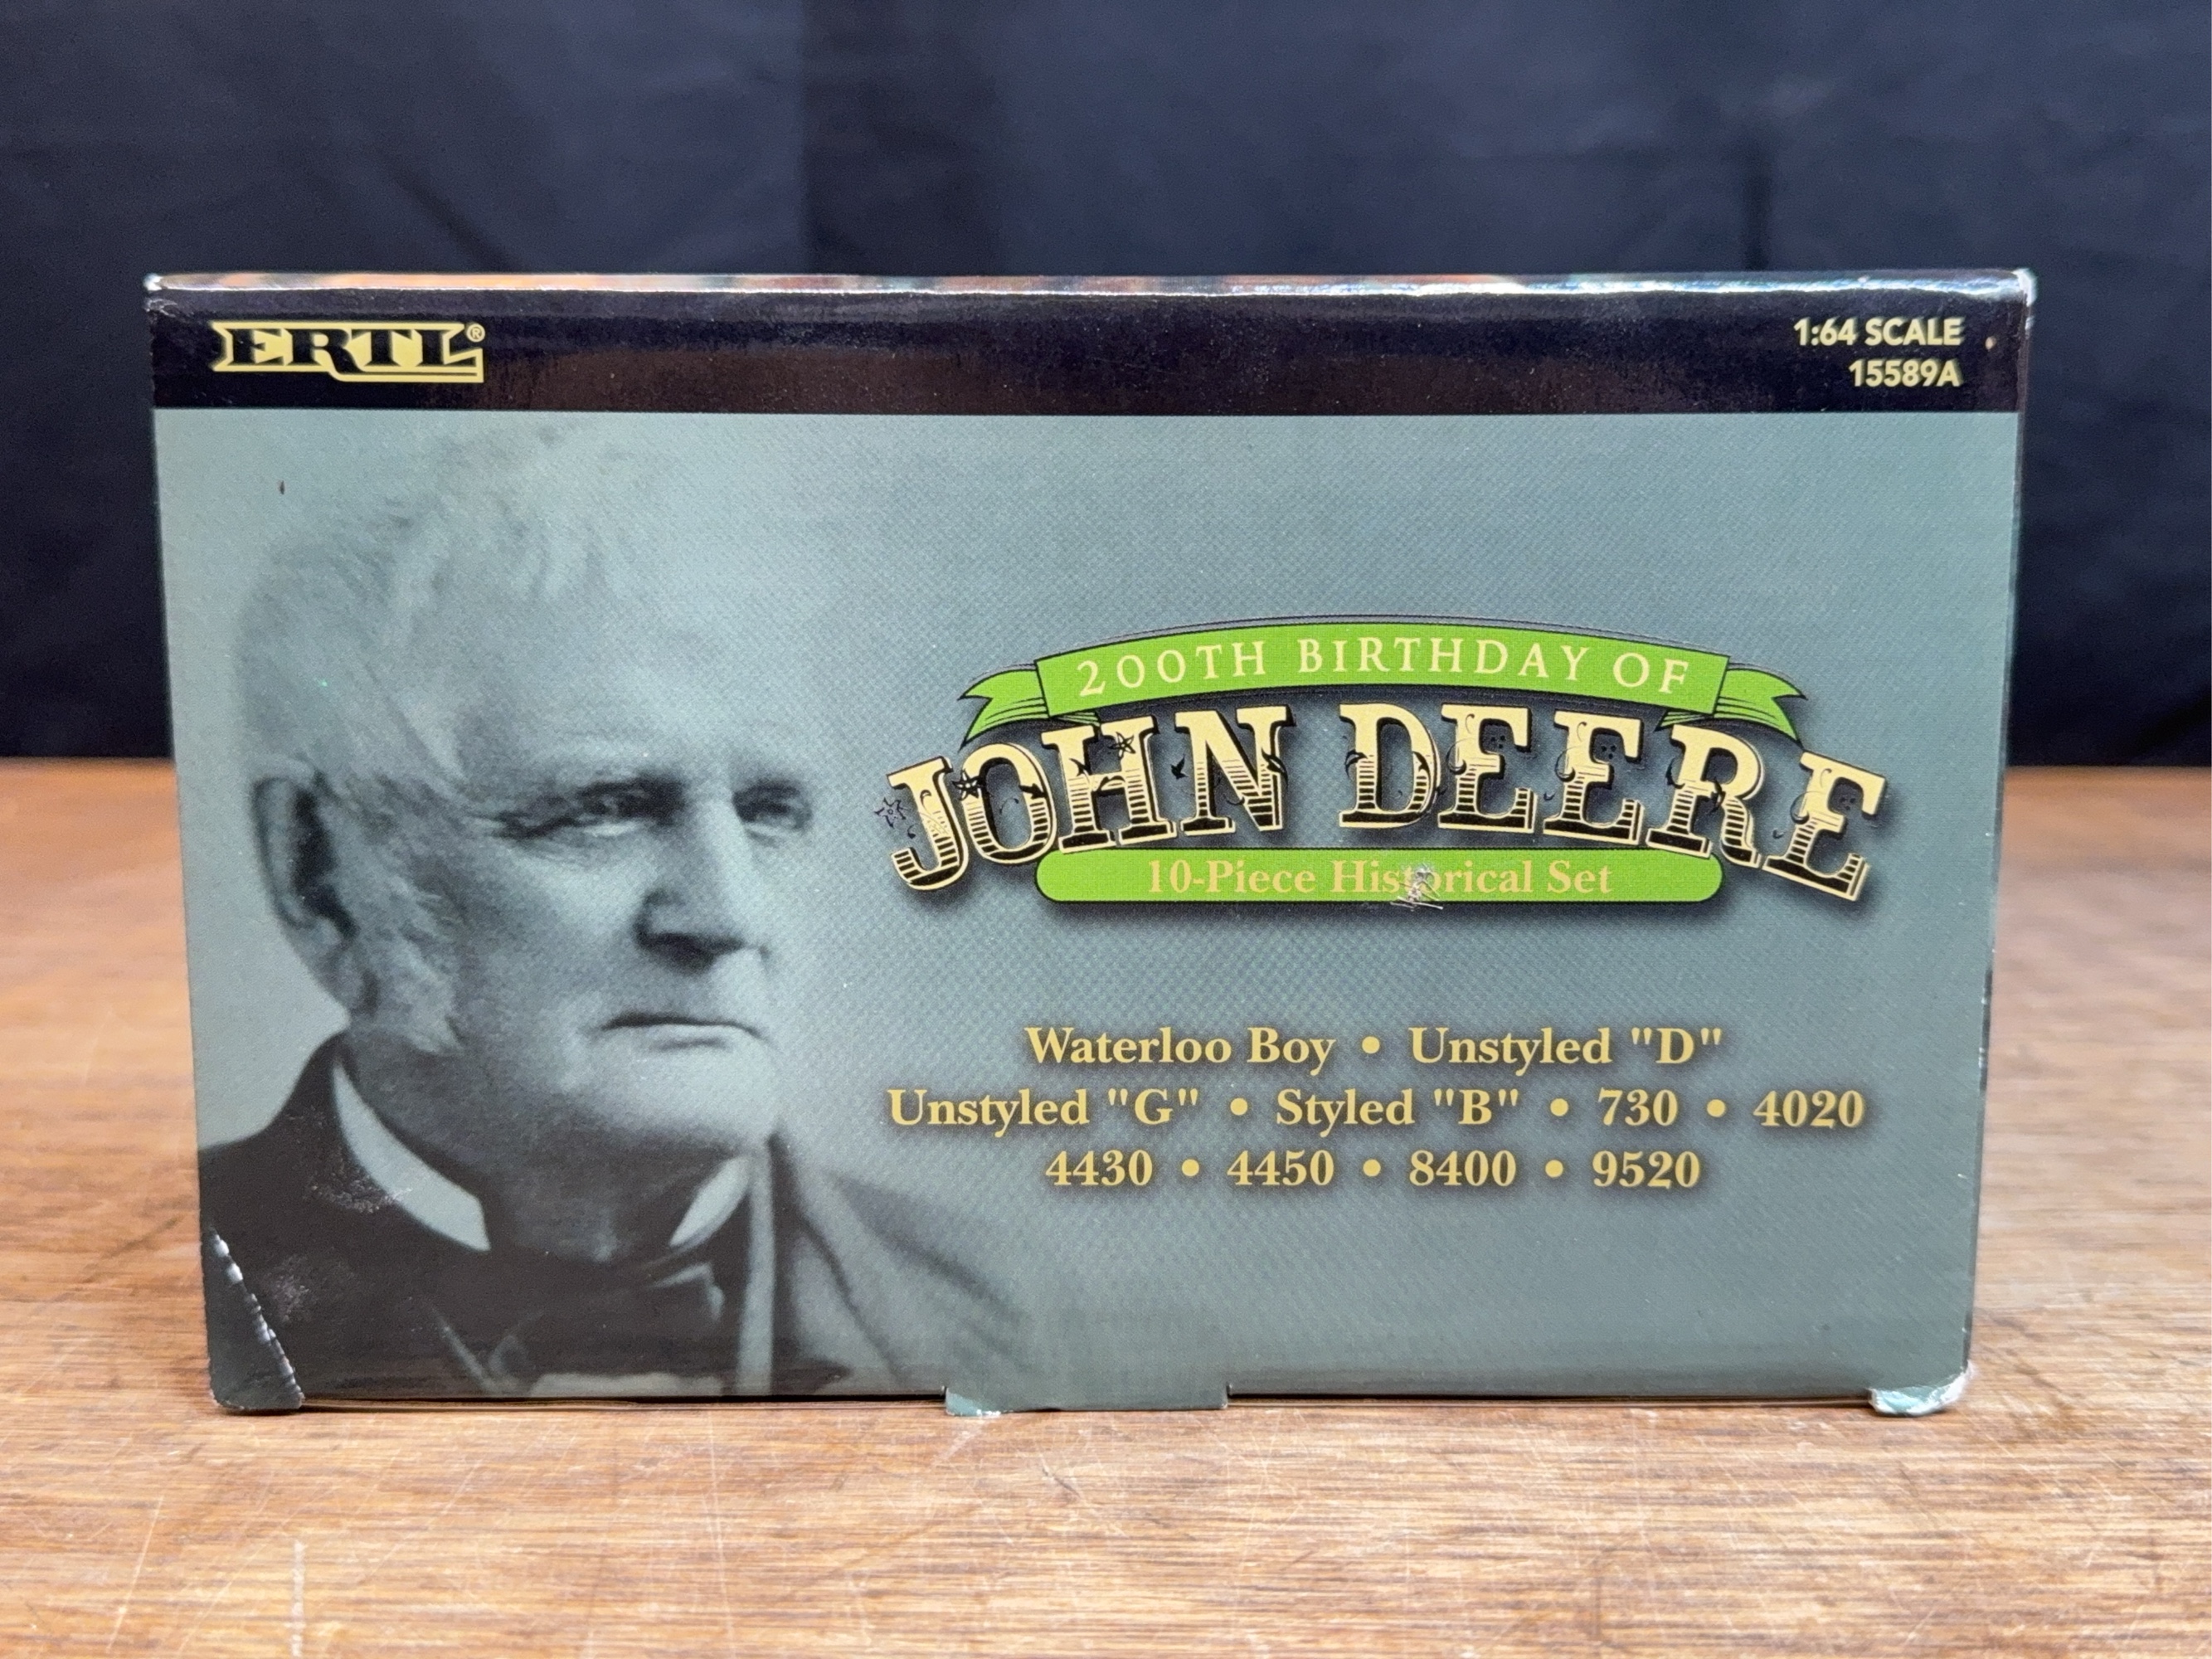 ERTL®
1:64 SCALE
15589A
200TH BIRTHDAY OF
JOHN DEERE
10-Piece Historical Set
Waterloo Boy • Unstyled "D"
Unstyled "G" • Styled "B" • 730 • 4020
4430 • 4450 • 8400 • 9520